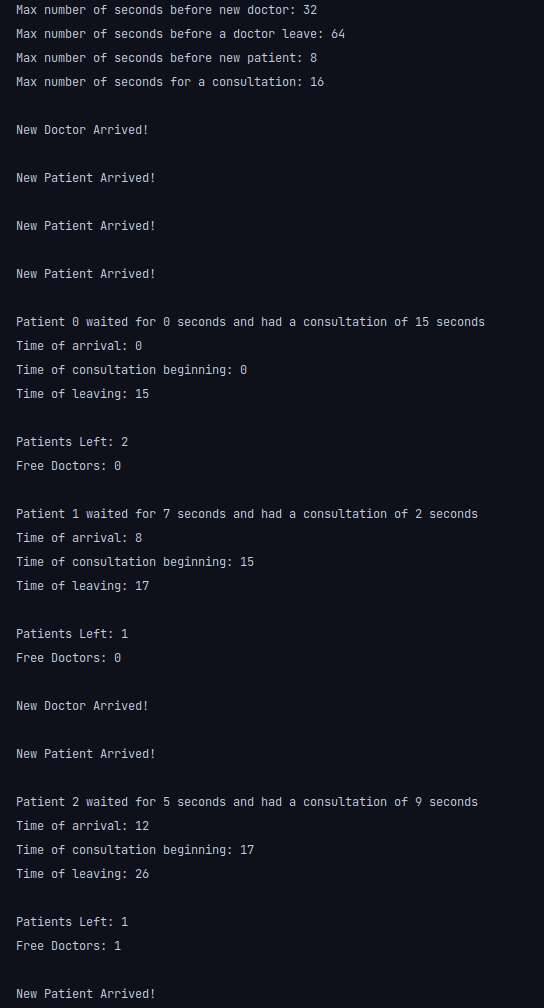 Max number of seconds before new doctor: 32
Max number of seconds before a doctor leave: 64
Max number of seconds before new patient: 8
Max number of seconds for a consultation: 16
New Doctor Arrived!
New Patient Arrived!
New Patient Arrived!
New Patient Arrived!
Patient 0 waited for 0 seconds and had a consultation of 15 seconds
Time of arrival: 0
Time of consultation beginning: 0
Time of leaving: 15
Patients Left: 2
Free Doctors: 0
Patient 1 waited for 7 seconds and had a consultation of 2 seconds
Time of arrival: 8
Time of consultation beginning: 15
Time of leaving: 17
Patients Left: 1
Free Doctors: 0
New Doctor Arrived!
New Patient Arrived!
Patient 2 waited for 5 seconds and had a consultation of 9 seconds
Time of arrival: 12
Time of consultation beginning: 17
Time of leaving: 26
Patients Left: 1
Free Doctors: 1
New Patient Arrived!